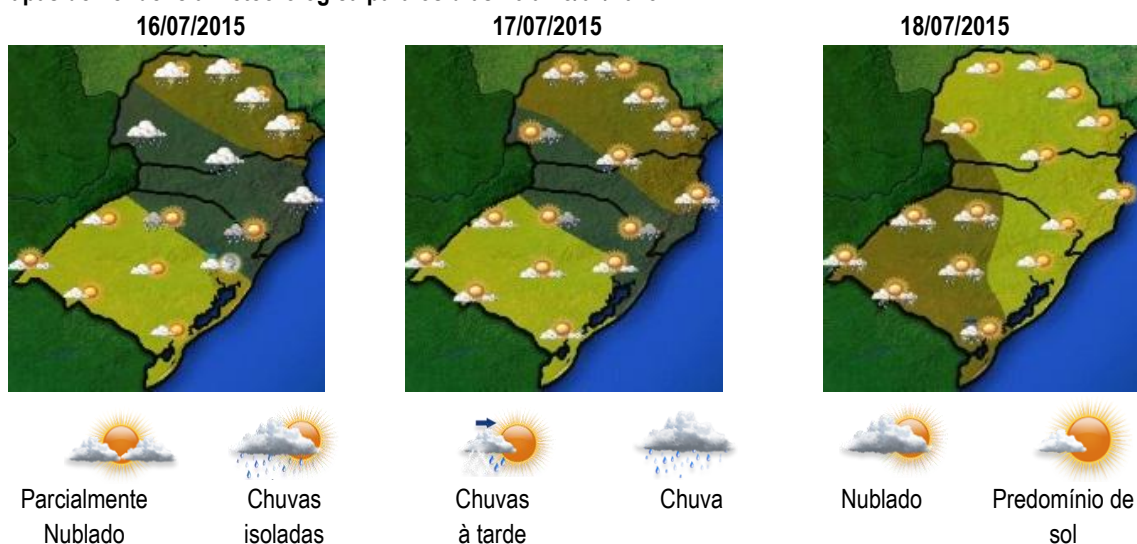 16/07/2015 17/07/2015 18/07/2015
Parcialmente Nublado
Chuvas isoladas
Chuvas à tarde
Chuva
Nublado
Predomínio de sol